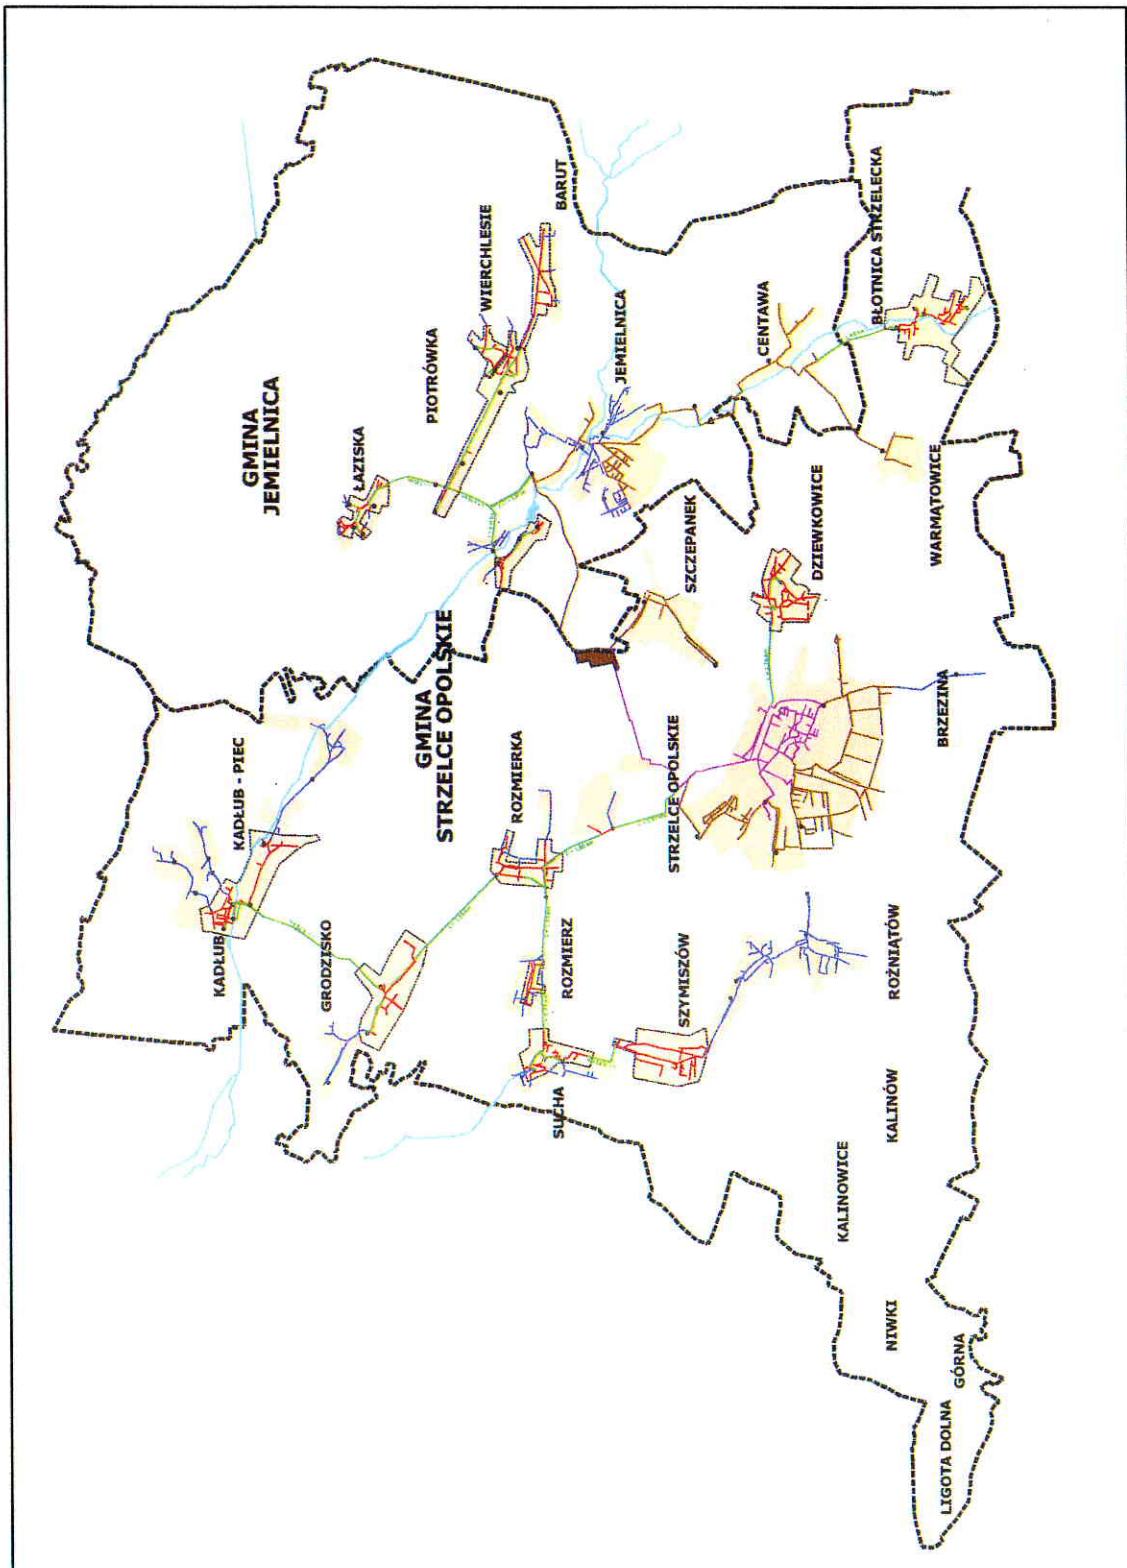 GMINA
JEMIELNICA
BARUT
WIERCHLESIE
PIOTRÓWKA
ŁAZISKA
JEMIELNICA
CENTAWA
BŁOTNICA STRZELECKA
GMINA
STRZELCE OPOLSKIE
SZCZEPANEK
DZIEWKOWICE
WARMĄTOWICE
KADŁUB - PIEC
ROZMIERKA
STRZELCE OPOLSKIE
BRZEZINA
KADŁUB
GRODZISKO
ROZMIERZ
SZYMISZÓW
ROŻNIĄTÓW
SUCHA
KALINÓW
KALINOWICE
NIWKI
GÓRNA
LIGOTA DOLNA